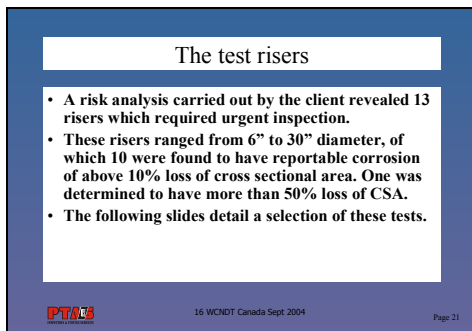 The test risers
• A risk analysis carried out by the client revealed 13
risers which required urgent inspection.
• These risers ranged from 6” to 30” diameter, of
which 10 were found to have reportable corrosion
of above 10% loss of cross sectional area. One was
determined to have more than 50% loss of CSA.
• The following slides detail a selection of these tests.
16 WCNDT Canada Sept 2004
Page 21